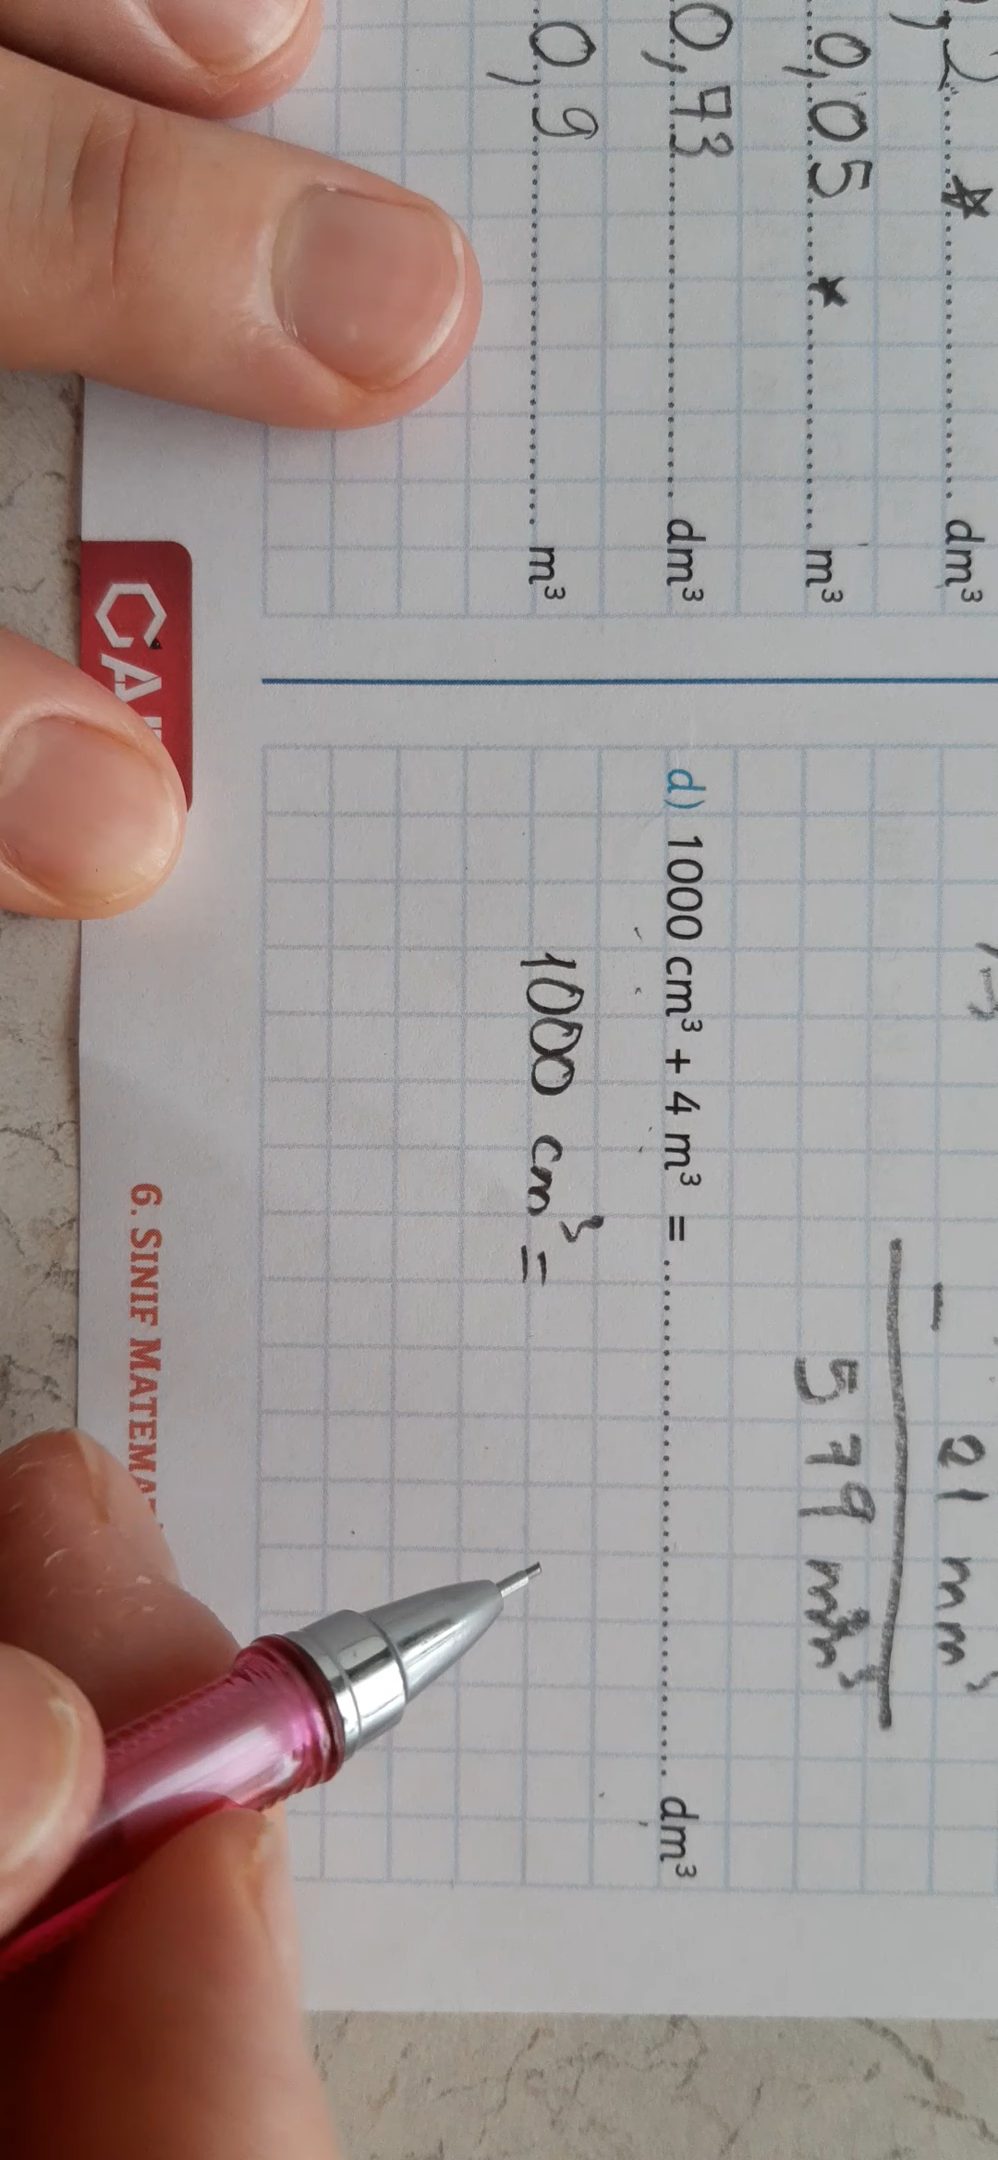 2 dm³
0,05 m³
0,73 dm³
0,9 m³
21 mm³
579 mm³
d) 1000 cm³ + 4 m³ = dm³
1000 cm³ =
6. SINIF